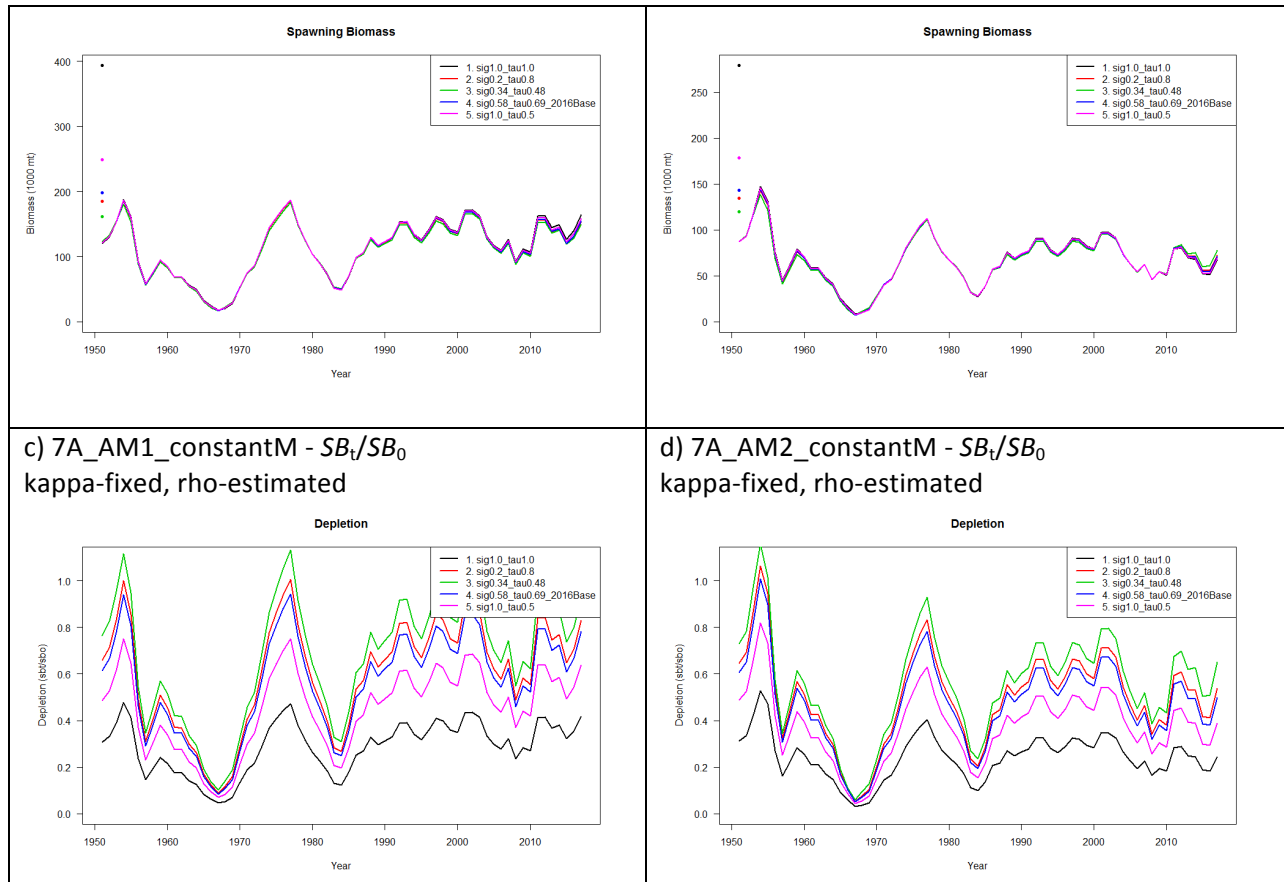 Spawning Biomass
Biomass (1000 mt)
400
300
200
100
0
1. sig1.0_tau1.0
2. sig0.2_tau0.8
3. sig0.34_tau0.48
4. sig0.58_tau0.69_2016Base
5. sig1.0_tau0.5
1950 1960 1970 1980 1990 2000 2010
Year
Spawning Biomass
Biomass (1000 mt)
250
200
150
100
50
0
1. sig1.0_tau1.0
2. sig0.2_tau0.8
3. sig0.34_tau0.48
4. sig0.58_tau0.69_2016Base
5. sig1.0_tau0.5
1950 1960 1970 1980 1990 2000 2010
Year
c) 7A_AM1_constantM - SBt/SB0
kappa-fixed, rho-estimated
Depletion
Depletion (sbt/sbo)
1.0
0.8
0.6
0.4
0.2
0.0
1. sig1.0_tau1.0
2. sig0.2_tau0.8
3. sig0.34_tau0.48
4. sig0.58_tau0.69_2016Base
5. sig1.0_tau0.5
1950 1960 1970 1980 1990 2000 2010
Year
d) 7A_AM2_constantM - SBt/SB0
kappa-fixed, rho-estimated
Depletion
Depletion (sbt/sbo)
1.0
0.8
0.6
0.4
0.2
0.0
1. sig1.0_tau1.0
2. sig0.2_tau0.8
3. sig0.34_tau0.48
4. sig0.58_tau0.69_2016Base
5. sig1.0_tau0.5
1950 1960 1970 1980 1990 2000 2010
Year